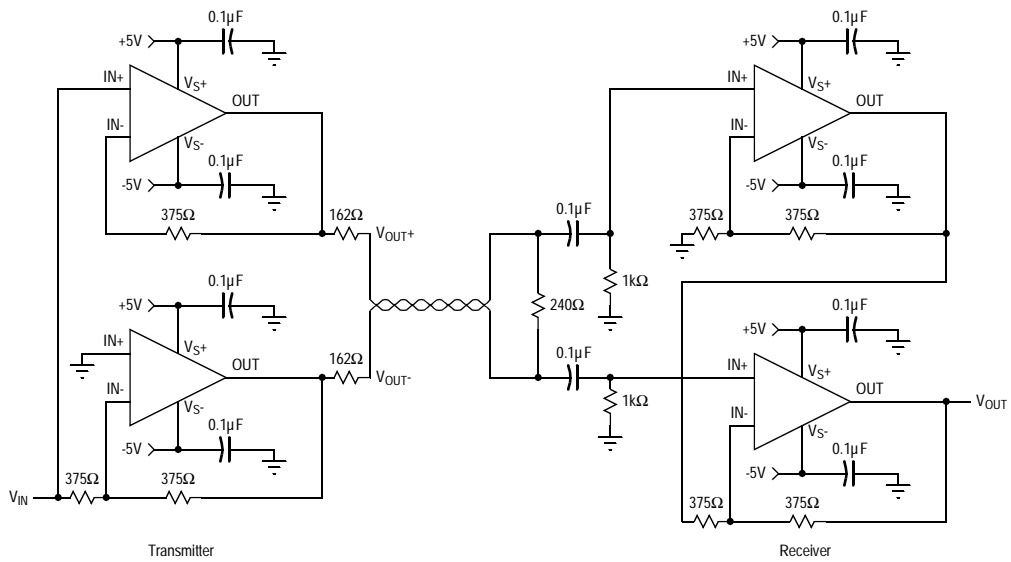 0.1µF
+5V
IN+
VS+
OUT
IN-
VS-
0.1µF
-5V
375Ω
162Ω
VOUT+
0.1µF
+5V
IN+
VS+
OUT
162Ω
VOUT-
IN-
VS-
0.1µF
-5V
375Ω
375Ω
VIN
Transmitter
0.1µF
1kΩ
240Ω
0.1µF
1kΩ
0.1µF
+5V
IN+
VS+
OUT
IN-
VS-
0.1µF
-5V
375Ω
375Ω
0.1µF
+5V
IN+
VS+
OUT
VOUT
IN-
VS-
0.1µF
-5V
375Ω
375Ω
Receiver